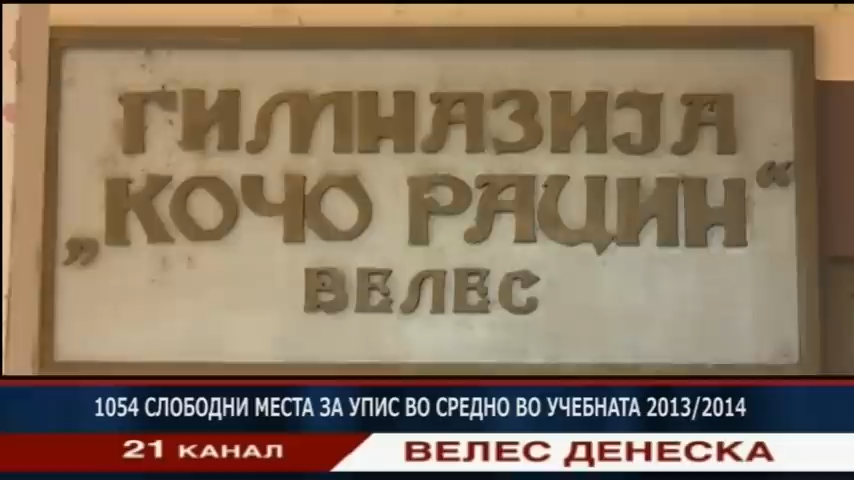 ГИМНАЗИЈА
„КОЧО РАЦИН“
ВЕЛЕС
1054 СЛОБОДНИ МЕСТА ЗА УПИС ВО СРЕДНО ВО УЧЕБНАТА 2013/2014
21 КАНАЛ
ВЕЛЕС ДЕНЕСКА